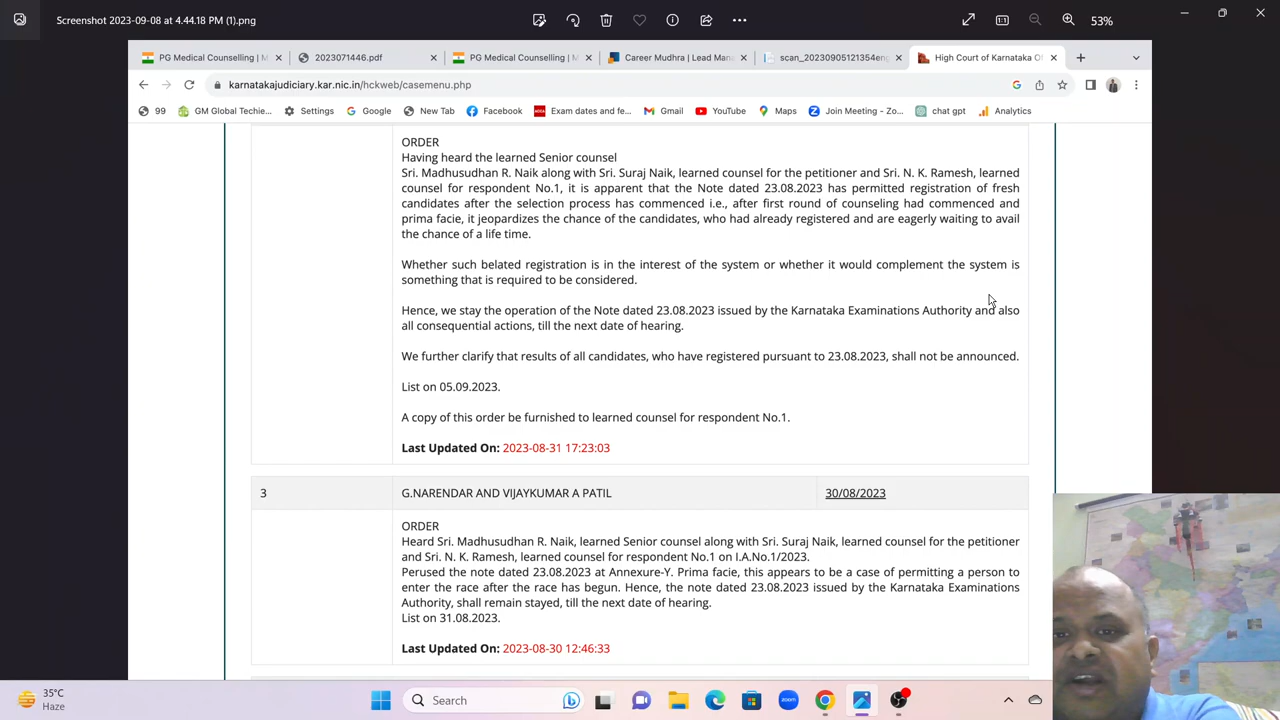 Screenshot 2023-09-08 at 4.44.18 PM (1).png
53%
PG Medical Counselling | M
2023071446.pdf
PG Medical Counselling | M
Career Mudhra | Lead Mana
scan_20230905121354eng
High Court of Karnataka Of
karnatakajudiciary.kar.nic.in/hckweb/casemenu.php
99
GM Global Techie...
Settings
Google
New Tab
Facebook
Exam dates and fe...
Gmail
YouTube
Maps
Join Meeting - Zo...
chat gpt
Analytics
ORDER
Having heard the learned Senior counsel
Sri. Madhusudhan R. Naik along with Sri. Suraj Naik, learned counsel for the petitioner and Sri. N. K. Ramesh, learned
counsel for respondent No.1, it is apparent that the Note dated 23.08.2023 has permitted registration of fresh
candidates after the selection process has commenced i.e., after first round of counseling had commenced and
prima facie, it jeopardizes the chance of the candidates, who had already registered and are eagerly waiting to avail
the chance of a life time.
Whether such belated registration is in the interest of the system or whether it would complement the system is
something that is required to be considered.
Hence, we stay the operation of the Note dated 23.08.2023 issued by the Karnataka Examinations Authority and also
all consequential actions, till the next date of hearing.
We further clarify that results of all candidates, who have registered pursuant to 23.08.2023, shall not be announced.
List on 05.09.2023.
A copy of this order be furnished to learned counsel for respondent No.1.
Last Updated On: 2023-08-31 17:23:03
3
G.NARENDAR AND VIJAYKUMAR A PATIL
30/08/2023
ORDER
Heard Sri. Madhusudhan R. Naik, learned Senior counsel along with Sri. Suraj Naik, learned counsel for the petitioner
and Sri. N. K. Ramesh, learned counsel for respondent No.1 on I.A.No.1/2023.
Perused the note dated 23.08.2023 at Annexure-Y. Prima facie, this appears to be a case of permitting a person to
enter the race after the race has begun. Hence, the note dated 23.08.2023 issued by the Karnataka Examinations
Authority, shall remain stayed, till the next date of hearing.
List on 31.08.2023.
Last Updated On: 2023-08-30 12:46:33
35°C
Haze
Search